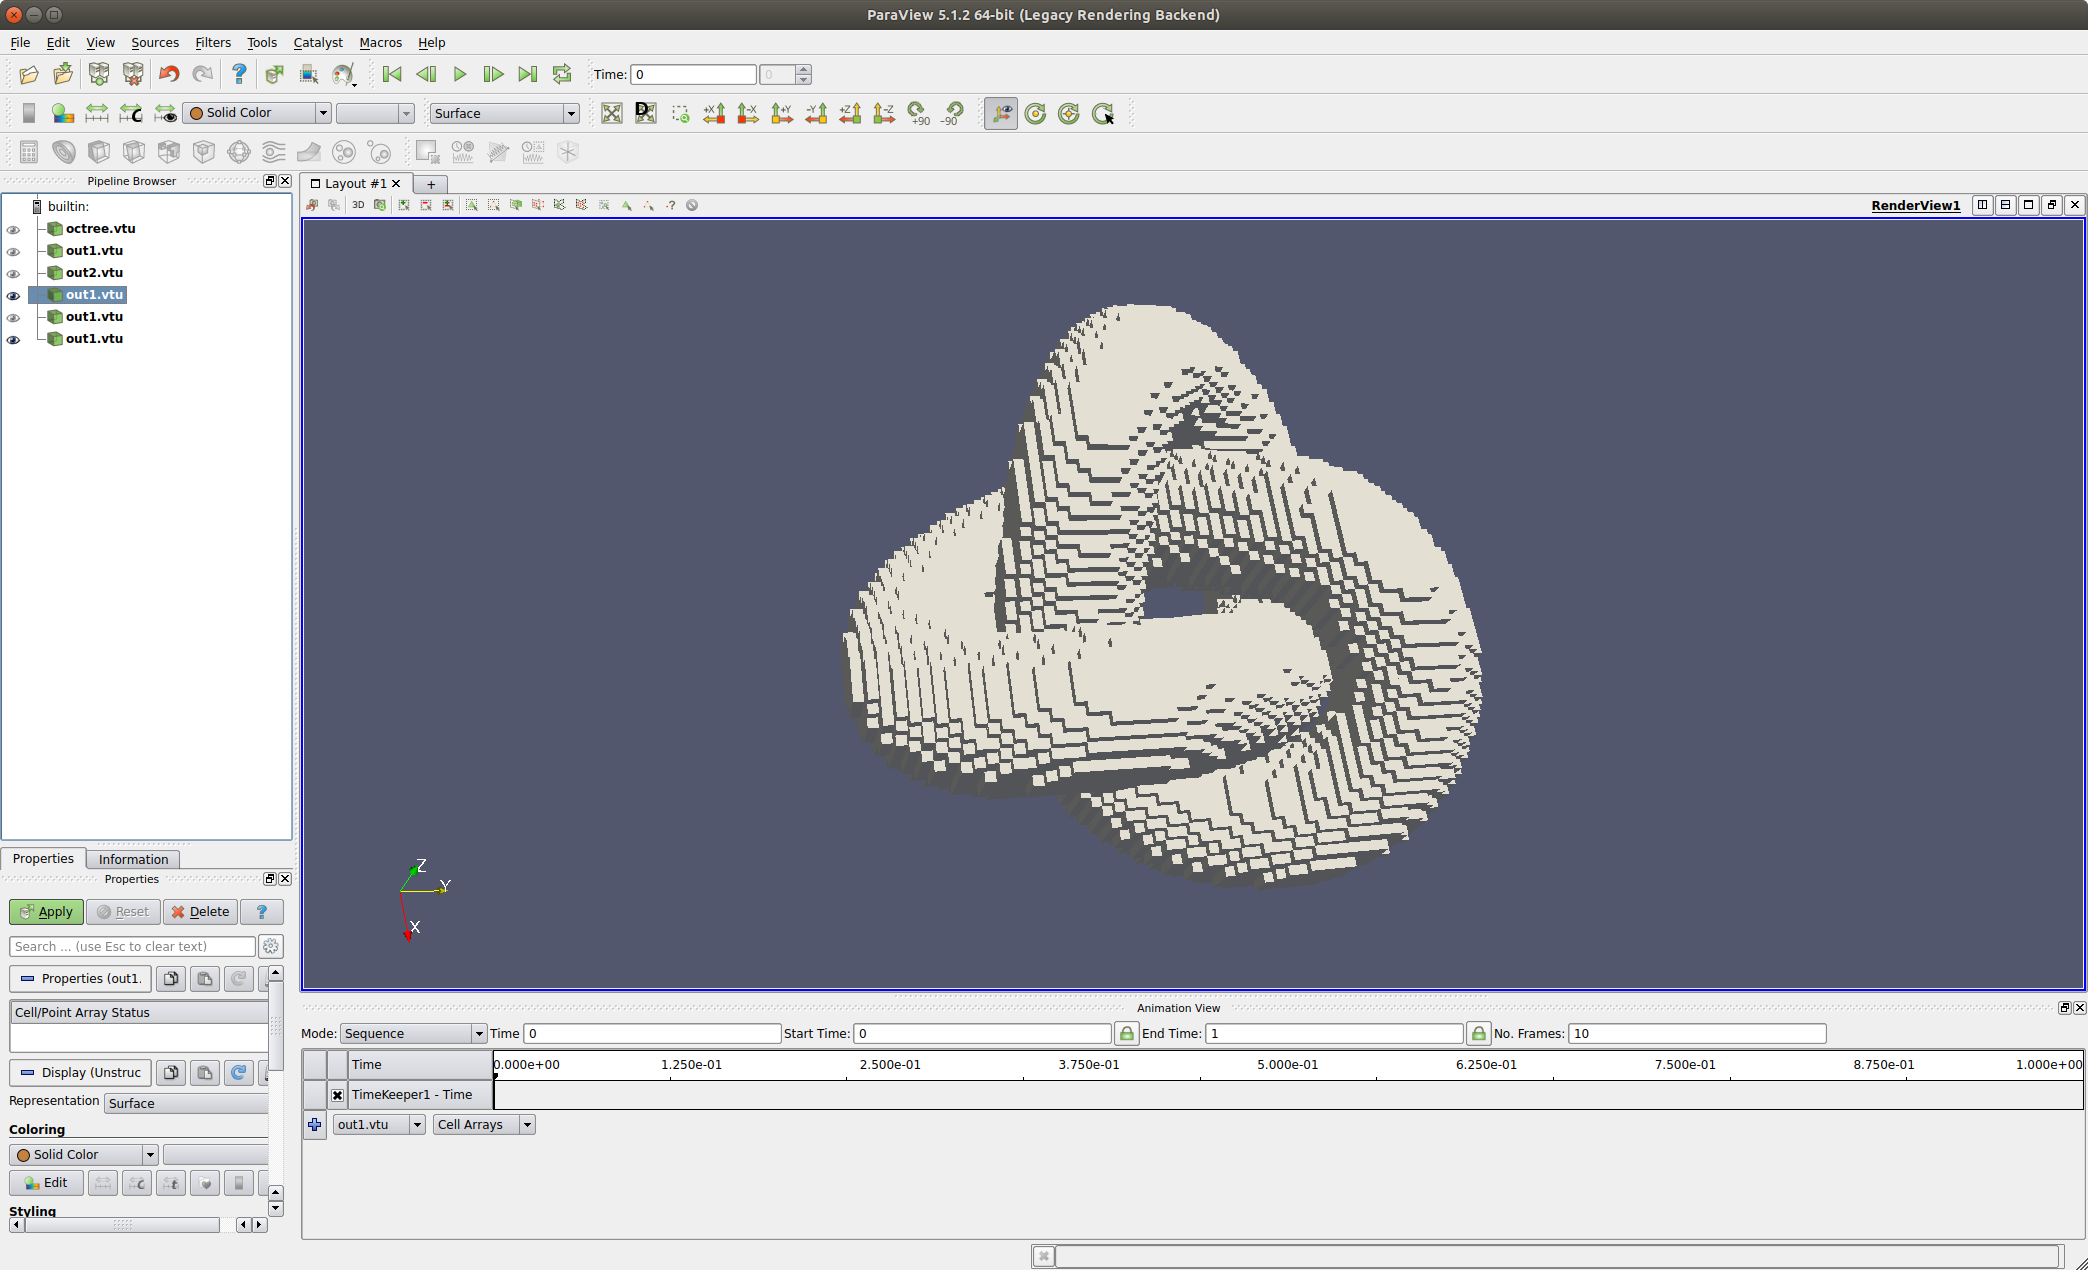 ParaView 5.1.2 64-bit (Legacy Rendering Backend)
File Edit View Sources Filters Tools Catalyst Macros Help
Time: 0 0
Solid Color Surface +X -X +Y -Y +Z -Z +90 -90
Pipeline Browser
builtin:
octree.vtu
out1.vtu
out2.vtu
out1.vtu
out1.vtu
out1.vtu
Layout #1
3D
RenderView1
Z
Y
X
Properties Information
Properties
Apply Reset Delete ?
Search ... (use Esc to clear text)
Properties (out1.
Cell/Point Array Status
Display (Unstruc
Representation Surface
Coloring
Solid Color
Edit
Styling
Animation View
Mode: Sequence Time 0 Start Time: 0 End Time: 1 No. Frames: 10
Time 0.000e+00 1.250e-01 2.500e-01 3.750e-01 5.000e-01 6.250e-01 7.500e-01 8.750e-01 1.000e+00
TimeKeeper1 - Time
out1.vtu Cell Arrays